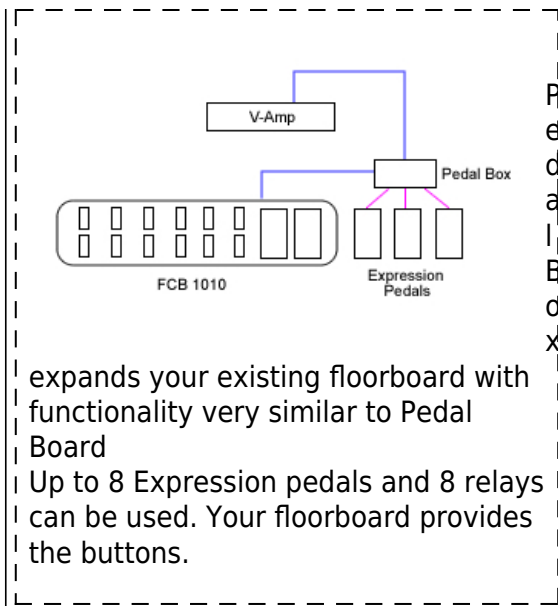 V-Amp
Pedal Box
FCB 1010
Expression
Pedals
P
e
d
a
l
B
o
x
expands your existing floorboard with
functionality very similar to Pedal
Board
Up to 8 Expression pedals and 8 relays
can be used. Your floorboard provides
the buttons.